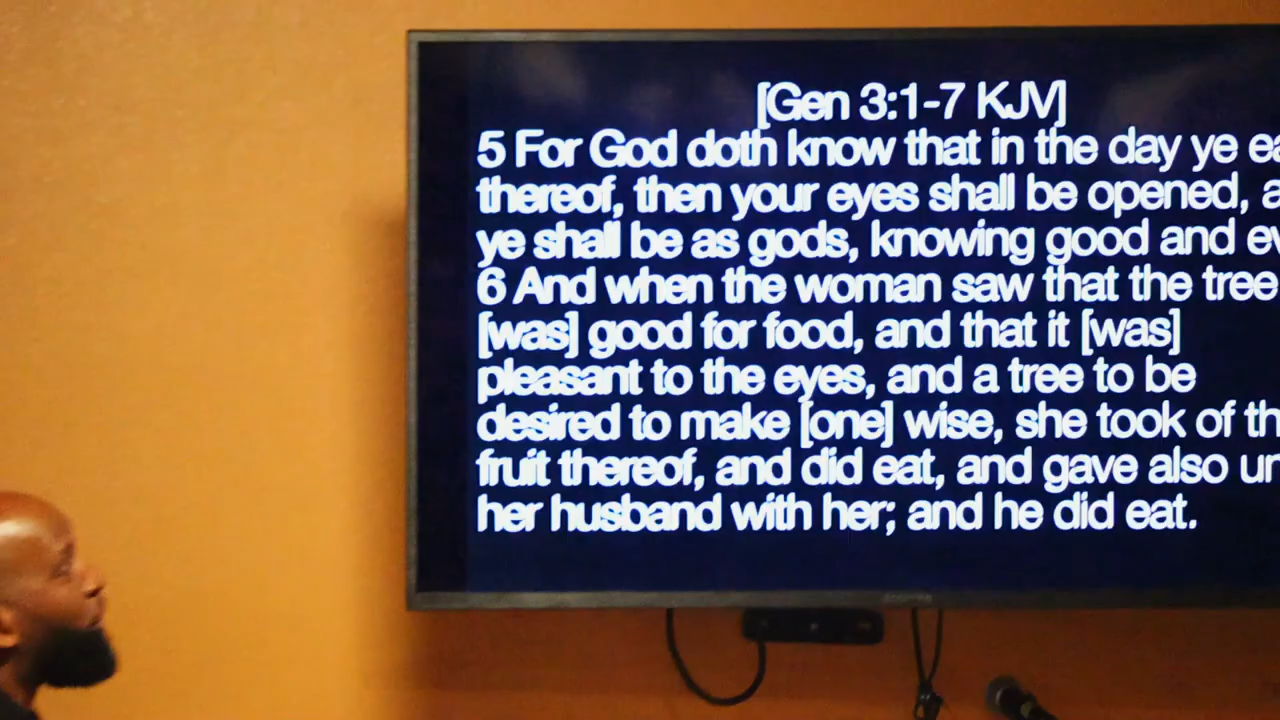 [Gen 3:1-7 KJV]
5 For God doth know that in the day ye ea
thereof, then your eyes shall be opened, a
ye shall be as gods, knowing good and ev
6 And when the woman saw that the tree
[was] good for food, and that it [was]
pleasant to the eyes, and a tree to be
desired to make [one] wise, she took of th
fruit thereof, and did eat, and gave also un
her husband with her; and he did eat.